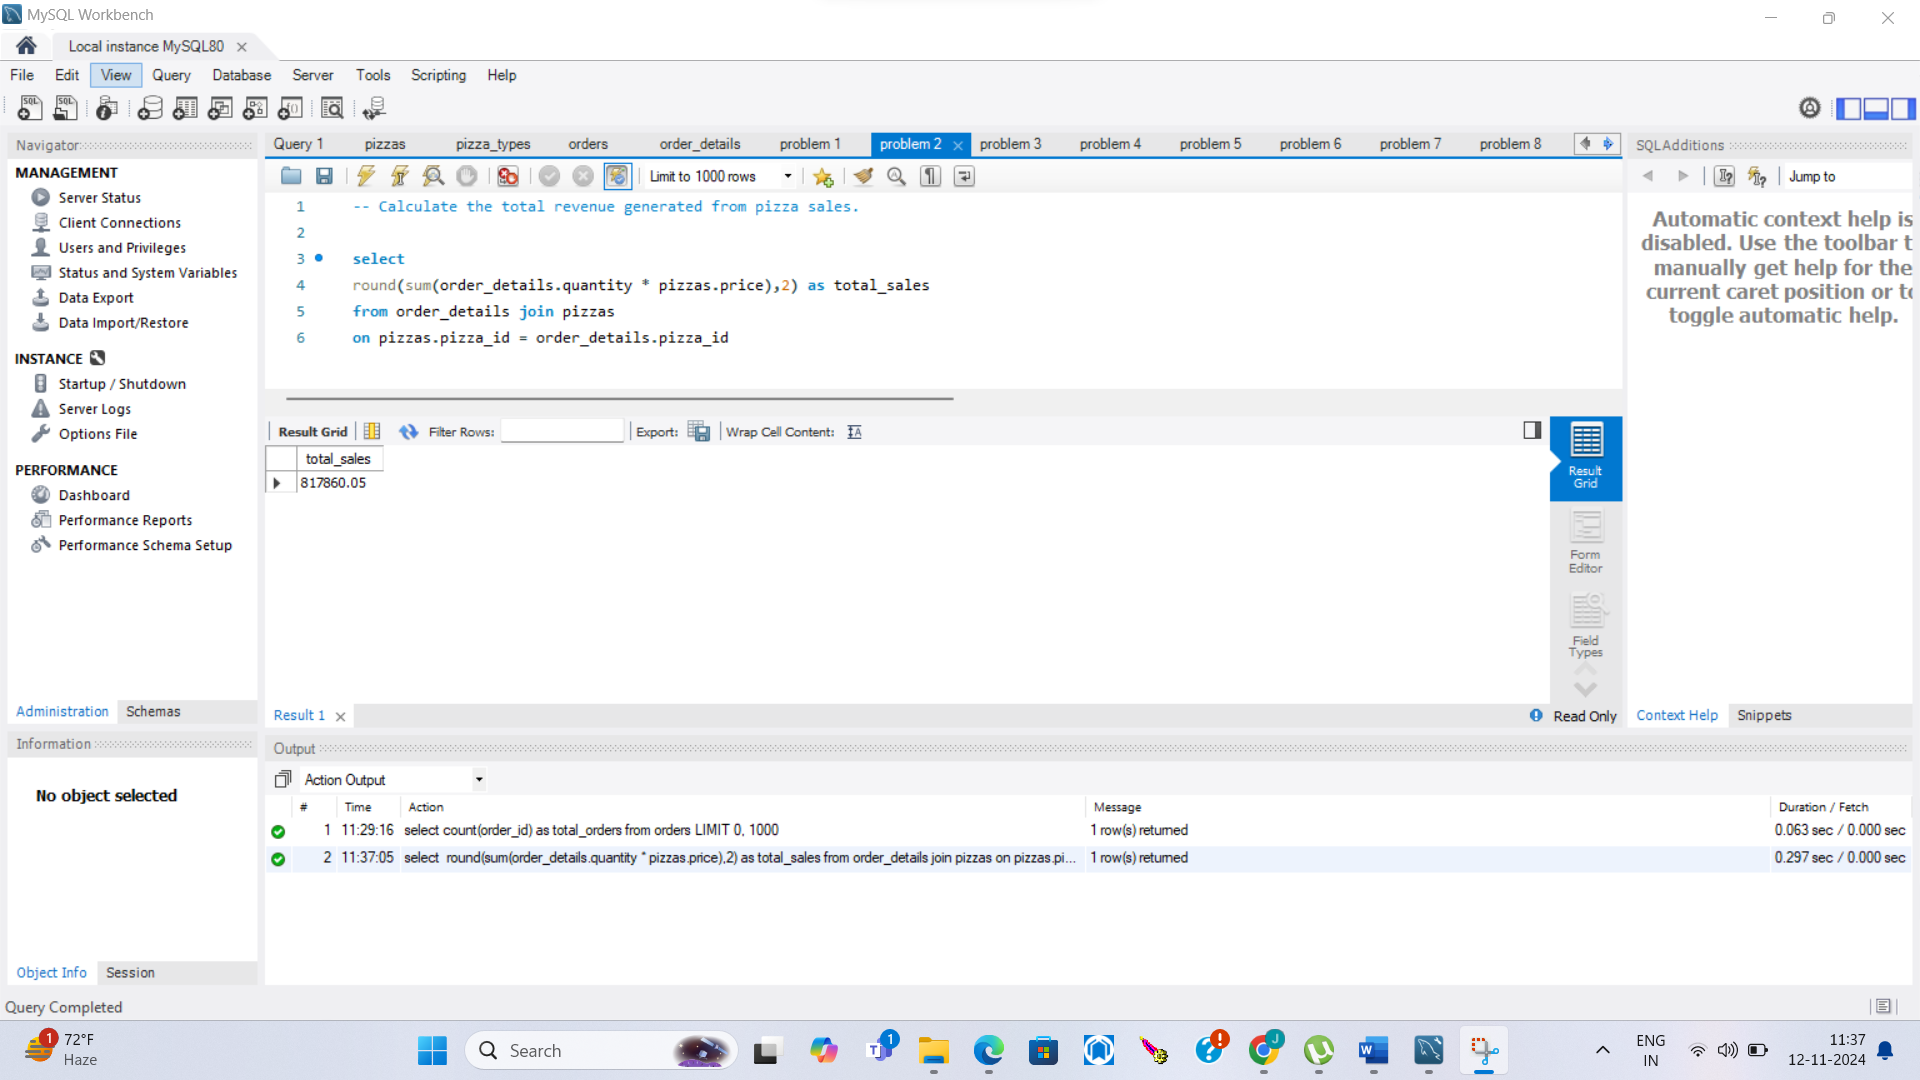 MySQL Workbench
Local instance MySQL80
File Edit View Query Database Server Tools Scripting Help
Navigator
MANAGEMENT
Server Status
Client Connections
Users and Privileges
Status and System Variables
Data Export
Data Import/Restore
INSTANCE
Startup / Shutdown
Server Logs
Options File
PERFORMANCE
Dashboard
Performance Reports
Performance Schema Setup
Administration Schemas
Information
No object selected
Object Info Session
Query 1 pizzas pizza_types orders order_details problem 1 problem 2 problem 3 problem 4 problem 5 problem 6 problem 7 problem 8
Limit to 1000 rows
1 -- Calculate the total revenue generated from pizza sales.
2
3 select
4 round(sum(order_details.quantity * pizzas.price),2) as total_sales
5 from order_details join pizzas
6 on pizzas.pizza_id = order_details.pizza_id
Result Grid Filter Rows: Export: Wrap Cell Content:
total_sales
817860.05
Result
Grid
Form
Editor
Field
Types
Result 1 Read Only
SQLAdditions
Jump to
Automatic context help is
disabled. Use the toolbar t
manually get help for the
current caret position or to
toggle automatic help.
Context Help Snippets
Output
Action Output
# Time Action Message Duration / Fetch
1 11:29:16 select count(order_id) as total_orders from orders LIMIT 0, 1000 1 row(s) returned 0.063 sec / 0.000 sec
2 11:37:05 select round(sum(order_details.quantity * pizzas.price),2) as total_sales from order_details join pizzas on pizzas.pi... 1 row(s) returned 0.297 sec / 0.000 sec
Query Completed
1
72°F
Haze
Search
1
ENG
IN
11:37
12-11-2024